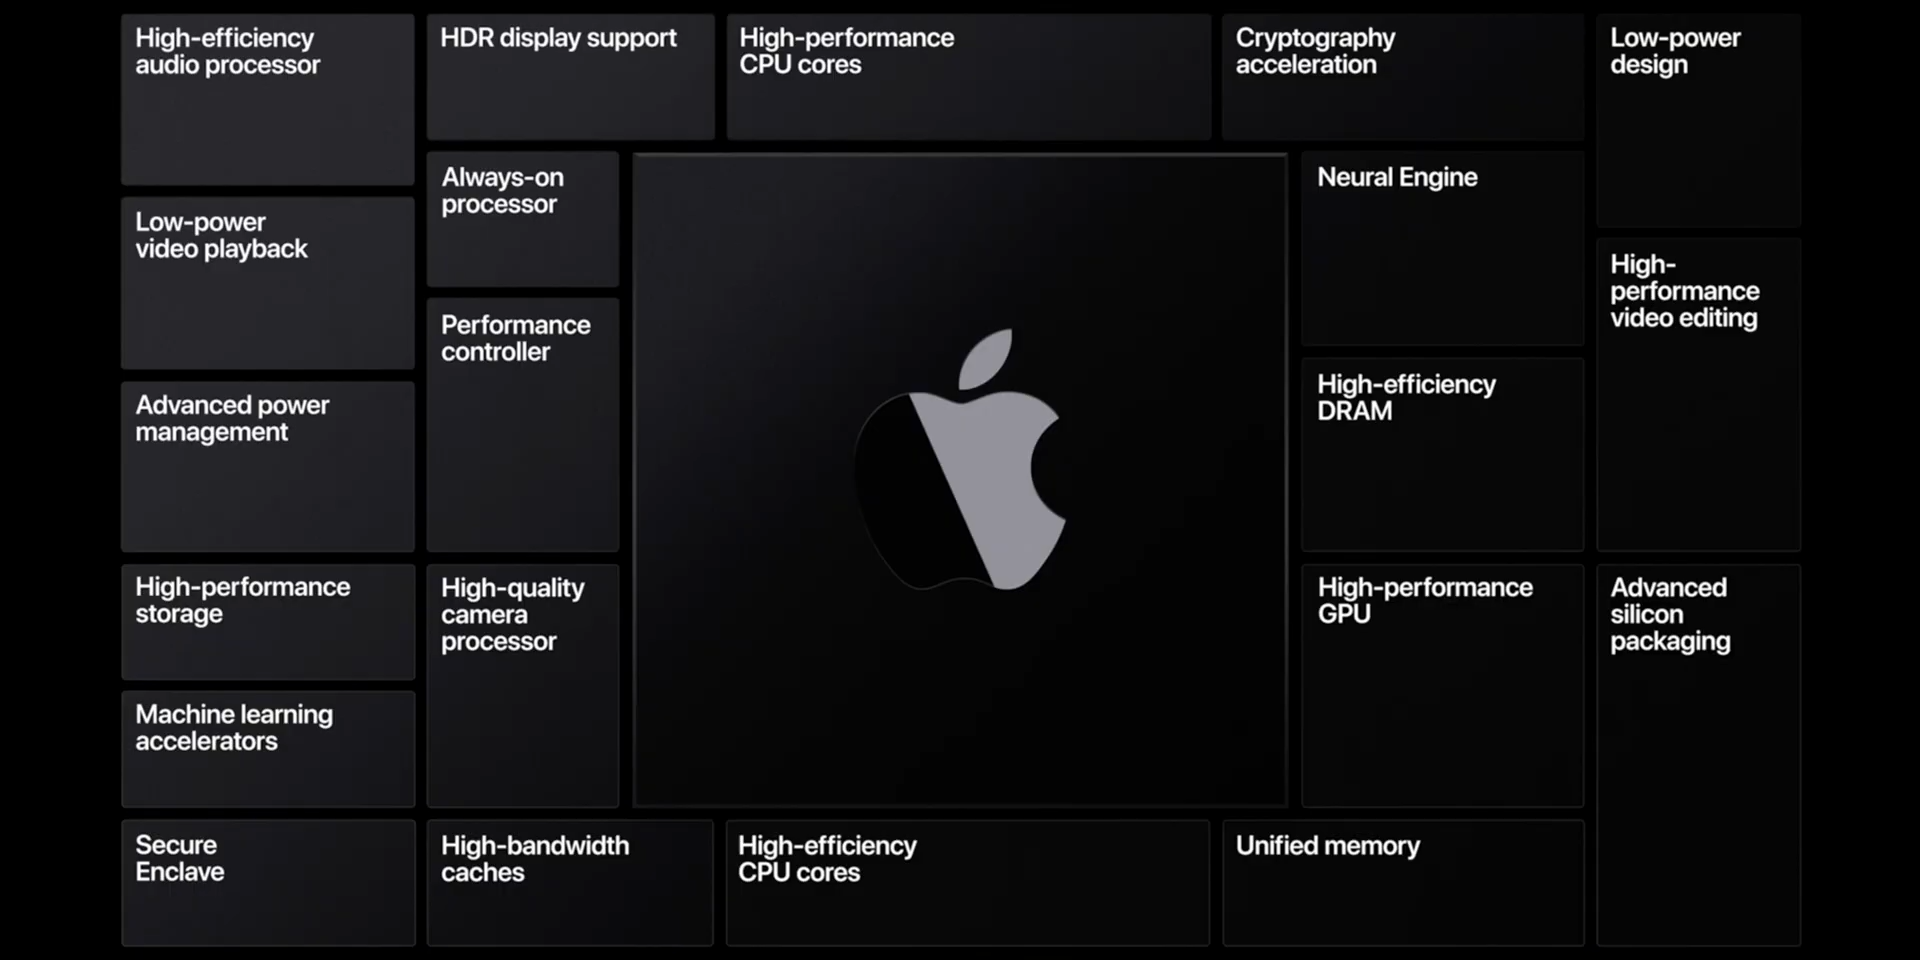 High-efficiency
audio processor
HDR display support
High-performance
CPU cores
Cryptography
acceleration
Low-power
design
Low-power
video playback
Always-on
processor
Neural Engine
High-
performance
video editing
Performance
controller
Advanced power
management
High-efficiency
DRAM
High-performance
storage
High-quality
camera
processor
High-performance
GPU
Advanced
silicon
packaging
Machine learning
accelerators
Secure
Enclave
High-bandwidth
caches
High-efficiency
CPU cores
Unified memory